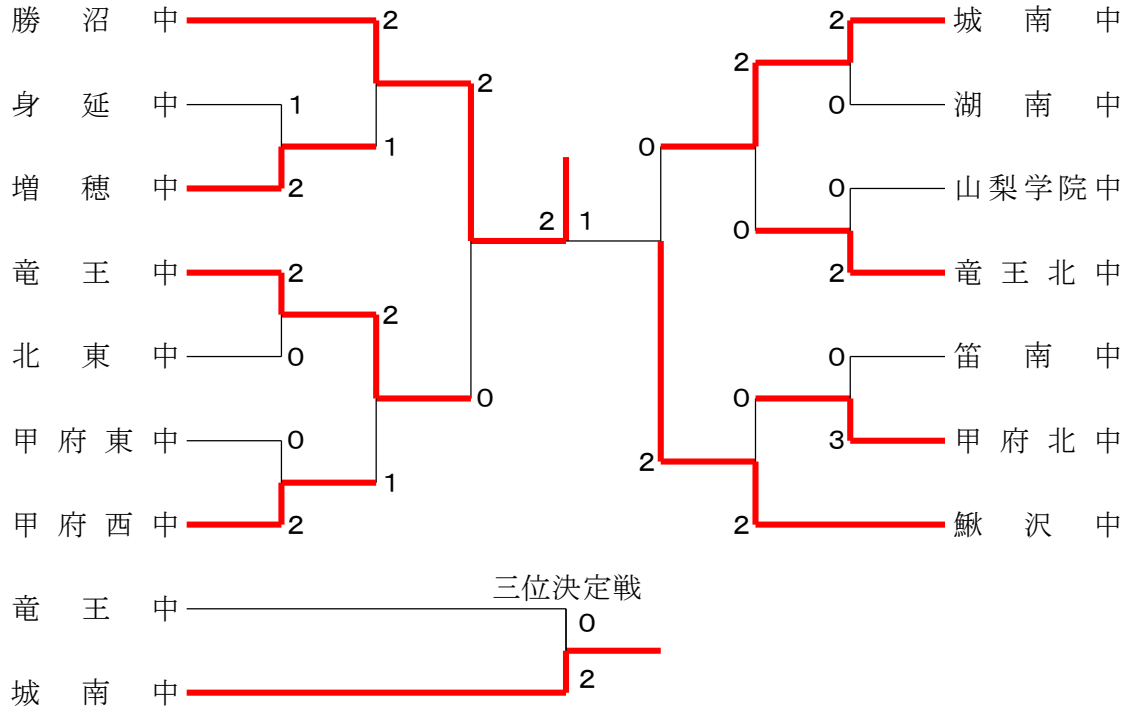 勝沼中 2 2 城南中
2 2
身延中 1 0 湖南中
1 0
増穂中 2 0 山梨学院中
2 1 0
竜王中 2 2 竜王北中
2
北東中 0 0 笛南中
0 0
甲府東中 0 3 甲府北中
1 2
甲府西中 2 2 鰍沢中
三位決定戦
竜王中 0
城南中 2